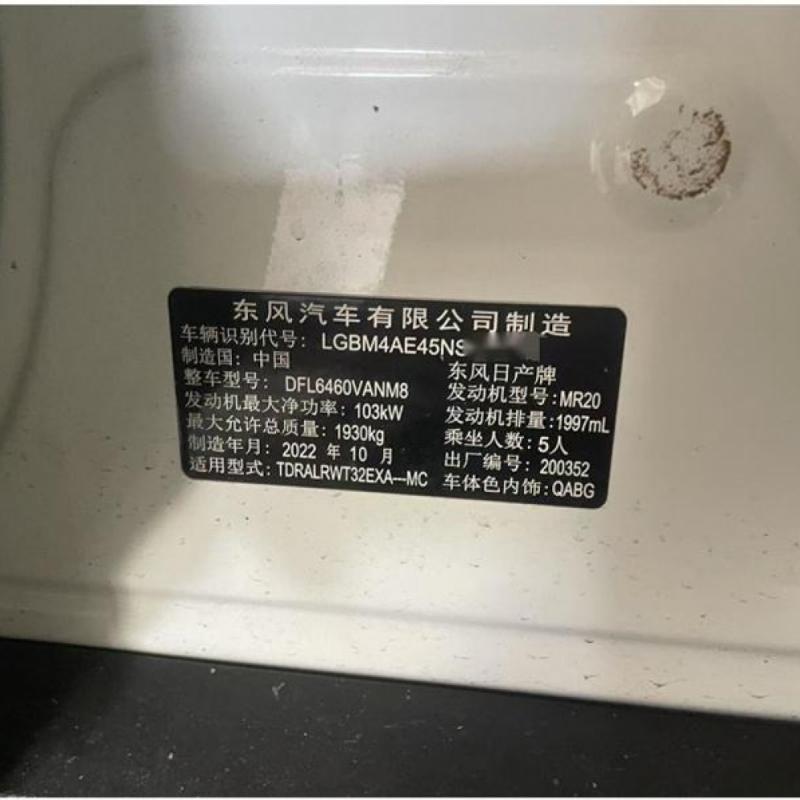 东风汽车有限公司制造
车辆识别代号: LGBM4AE45NS
制造国: 中国 东风日产牌
整车型号: DFL6460VANM8 发动机型号:MR20
发动机最大净功率: 103kW 发动机排量:1997mL
最大允许总质量: 1930kg 乘坐人数: 5人
制造年月: 2022 年 10 月 出厂编号: 200352
适用型式: TDRALRWT32EXA---MC 车体色内饰:QABG